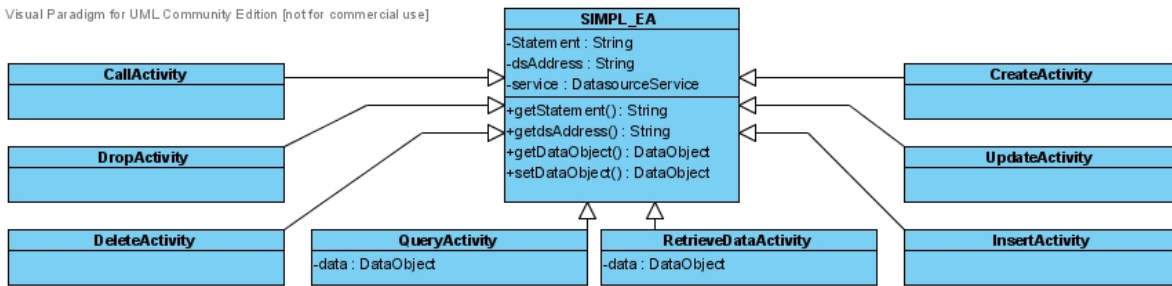 Visual Paradigm for UML Community Edition [not for commercial use]
SIMPL_EA
-Statement : String
-dsAddress : String
-service : DatasourceService
+getStatement() : String
+getdsAddress() : String
+getDataObject() : DataObject
+setDataObject() : DataObject
CallActivity
CreateActivity
DropActivity
UpdateActivity
DeleteActivity
QueryActivity
-data : DataObject
RetrieveDataActivity
-data : DataObject
InsertActivity